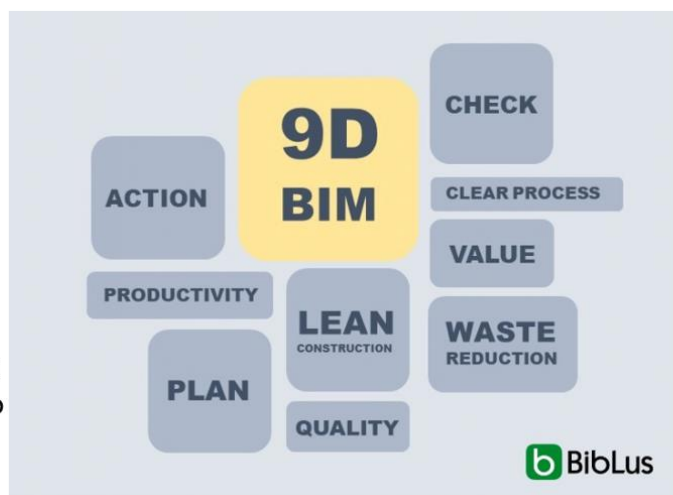 9D
BIM
CHECK
ACTION
CLEAR PROCESS
VALUE
PRODUCTIVITY
LEAN
CONSTRUCTION
WASTE
REDUCTION
PLAN
QUALITY
b BibLus